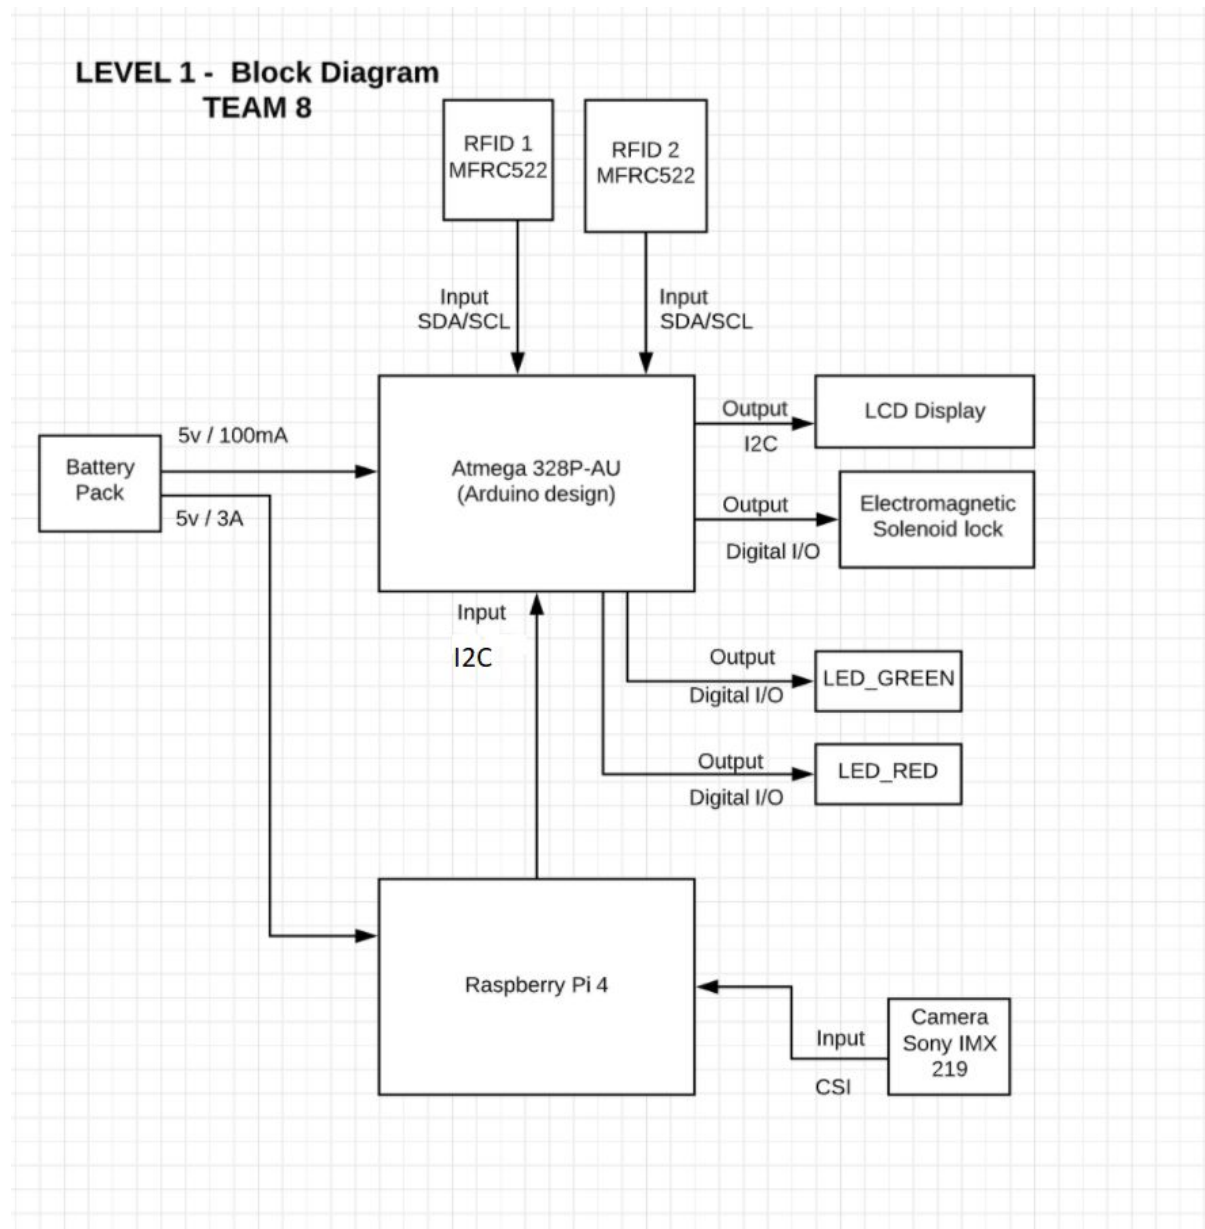 LEVEL 1 - Block Diagram
TEAM 8
RFID 1
MFRC522
RFID 2
MFRC522
Input
SDA/SCL
Input
SDA/SCL
5v / 100mA
Battery
Pack
5v / 3A
Atmega 328P-AU
(Arduino design)
Output
I2C
LCD Display
Output
Digital I/O
Electromagnetic
Solenoid lock
Input
I2C
Output
Digital I/O
LED_GREEN
Output
Digital I/O
LED_RED
Raspberry Pi 4
Input
CSI
Camera
Sony IMX
219